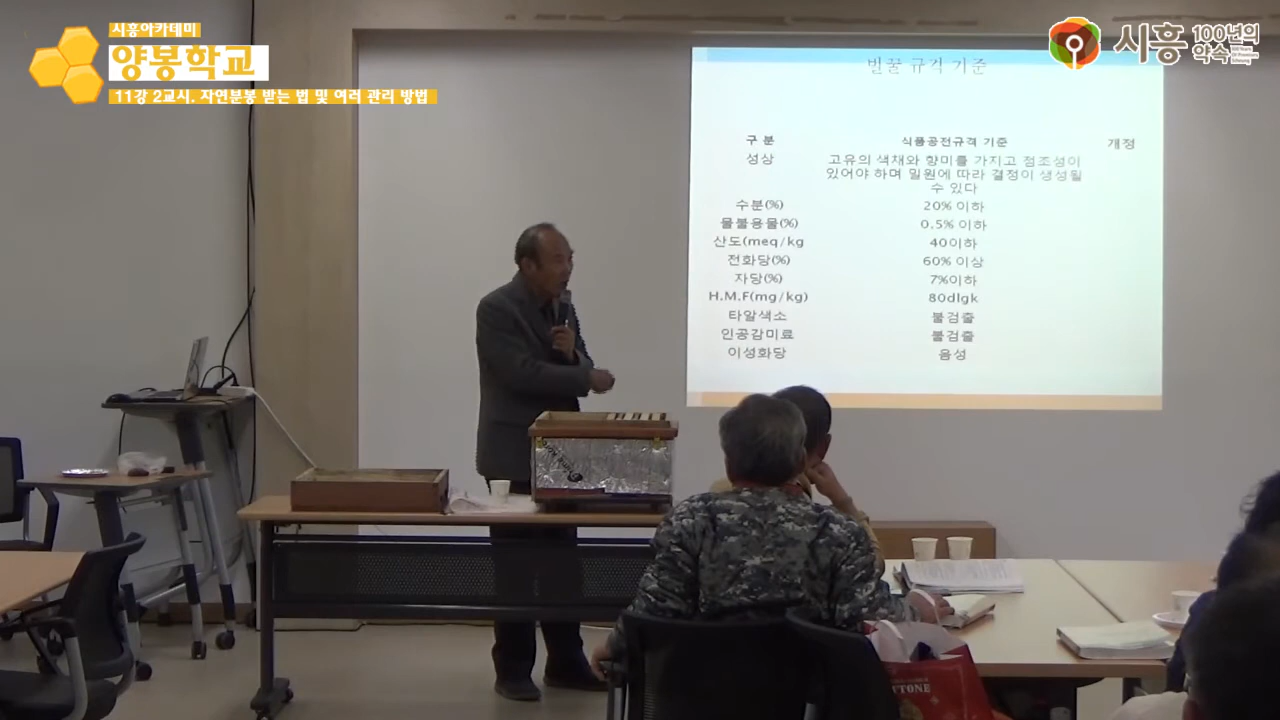 시흥아카데미
양봉학교
11강 2교시. 자연분봉 받는 법 및 여러 관리 방법
시흥 100년의 약속
벌꿀 규격 기준
구 분 식품공전규격 기준 개정
성상 고유의 색채와 향미를 가지고 점조성이
있어야 하며 밀원에 따라 결정이 생성될
수 있다
수분(%) 20% 이하
물불용물(%) 0.5% 이하
산도(meq/kg 40이하
전화당(%) 60% 이상
자당(%) 7%이하
H.M.F(mg/kg) 80dlgk
타알색소 불검출
인공감미료 불검출
이성화당 음성